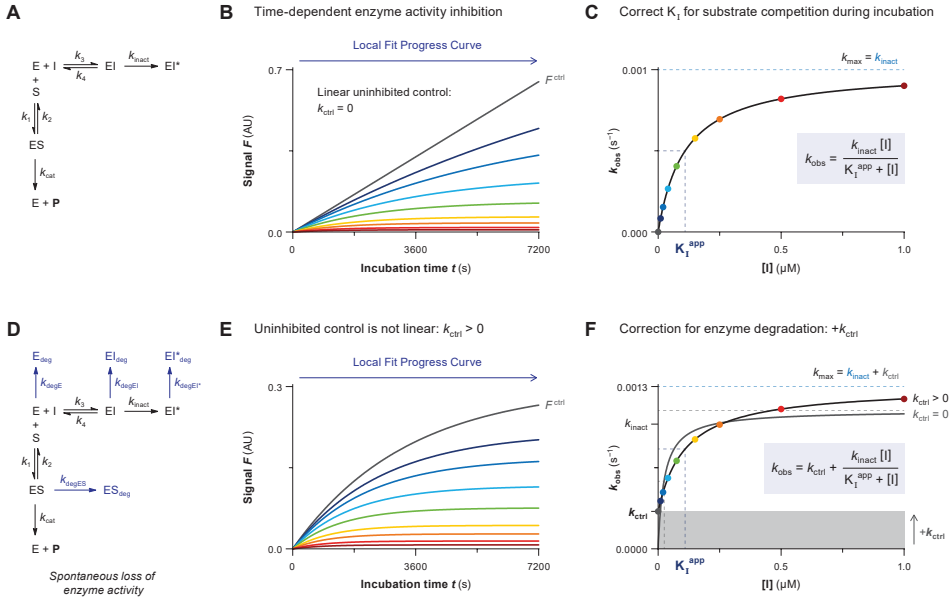 A
E + I
k3
k4
EI
kinact
EI*
+
S
k1
k2
ES
kcat
E + P
B Time-dependent enzyme activity inhibition
Local Fit Progress Curve
0.7
Linear uninhibited control:
kctrl = 0
Fctrl
Signal F (AU)
0.0
0
3600
7200
Incubation time t (s)
C Correct KI for substrate competition during incubation
kmax = kinact
0.001
kobs (s−1)
kobs = kinact [I] / KIapp + [I]
0.000
0
KIapp
0.5
1.0
[I] (μM)
D
Edeg
EIdeg
EI*deg
kdegE
kdegEI
kdegEI*
E + I
k3
k4
EI
kinact
EI*
+
S
k1
k2
ES
kdegES
ESdeg
kcat
E + P
Spontaneous loss of
enzyme activity
E Uninhibited control is not linear: kctrl > 0
Local Fit Progress Curve
0.3
Fctrl
Signal F (AU)
0.0
0
3600
7200
Incubation time t (s)
F Correction for enzyme degradation: +kctrl
kmax = kinact + kctrl
0.0013
kctrl > 0
kctrl = 0
kinact
kobs (s−1)
kobs = kctrl + kinact [I] / KIapp + [I]
kctrl
+kctrl
0.0000
0
KIapp
0.5
1.0
[I] (μM)